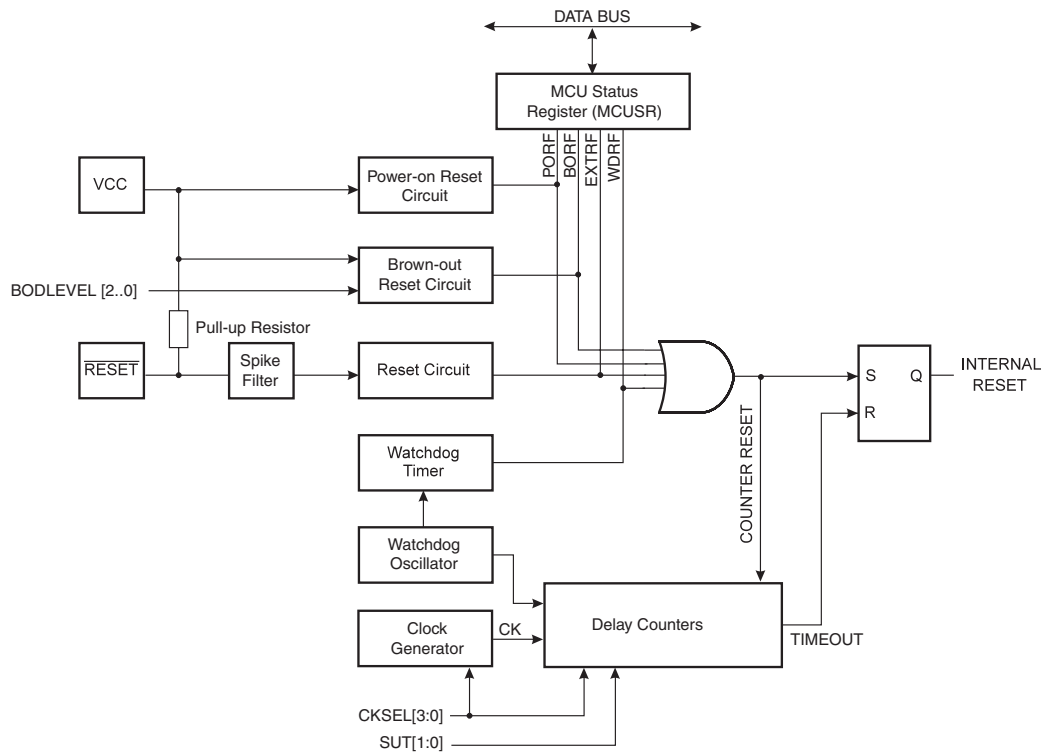 DATA BUS
MCU Status
Register (MCUSR)
PORF
BORF
EXTRF
WDRF
VCC
Power-on Reset
Circuit
Brown-out
Reset Circuit
BODLEVEL [2..0]
Pull-up Resistor
RESET
Spike
Filter
Reset Circuit
S
Q
R
INTERNAL
RESET
Watchdog
Timer
COUNTER RESET
Watchdog
Oscillator
Clock
Generator
CK
Delay Counters
TIMEOUT
CKSEL[3:0]
SUT[1:0]